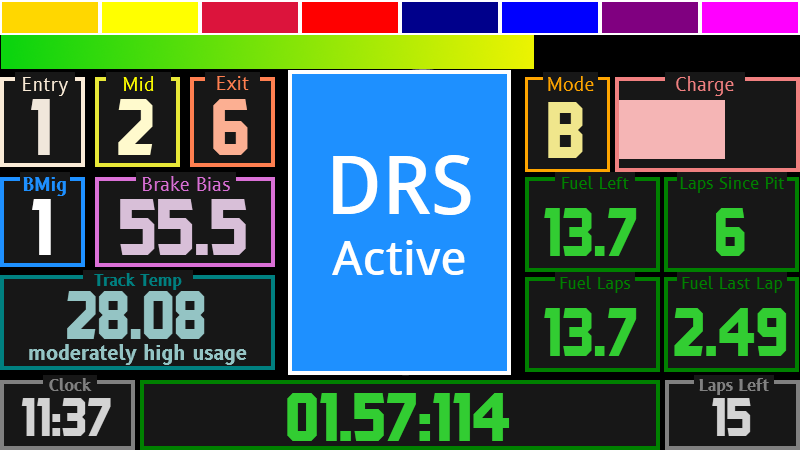 Entry
1
Mid
2
Exit
6
DRS
Active
Mode
B
Charge
BMig
1
Brake Bias
55.5
Fuel Left
13.7
Laps Since Pit
6
Track Temp
28.08
moderately high usage
Fuel Laps
13.7
Fuel Last Lap
2.49
Clock
11:37
01.57:114
Laps Left
15